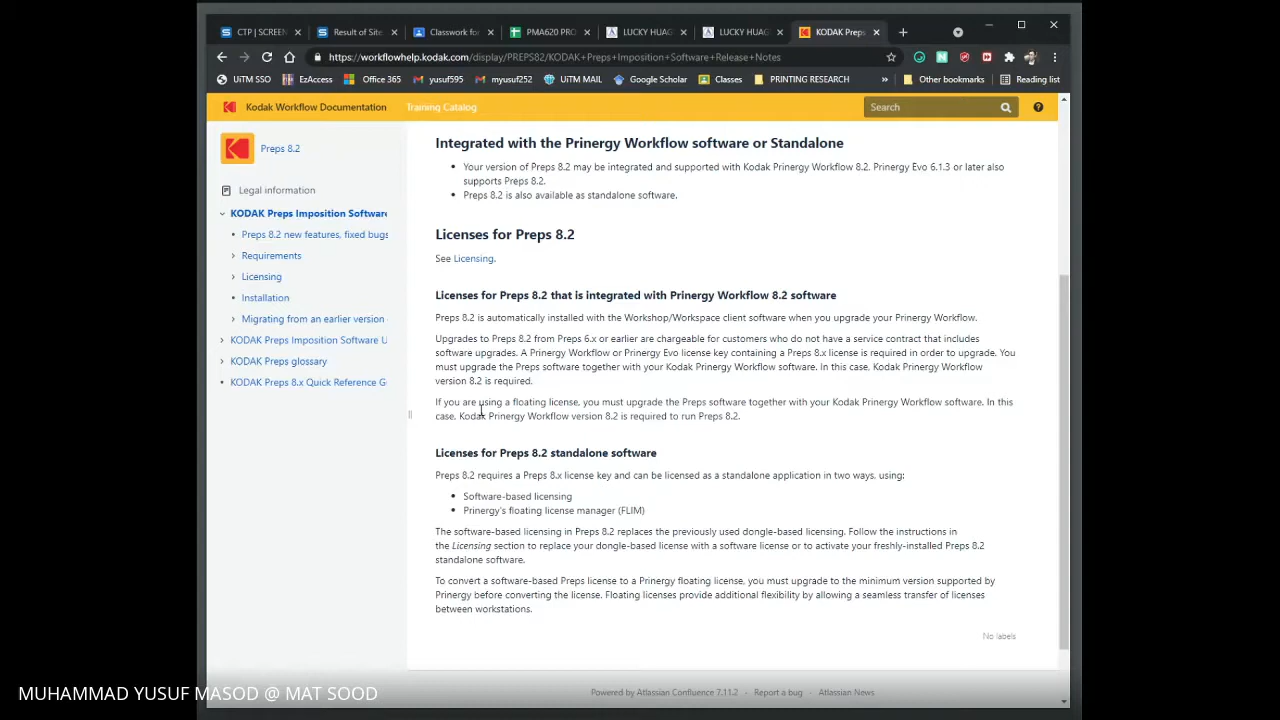 CTP | SCREEN
Result of Site
Classwork for
PMA620 PRO
LUCKY HUAG
LUCKY HUAG
KODAK Preps
https://workflowhelp.kodak.com/display/PREPS82/KODAK+Preps+Imposition+Software+Release+Notes
UiTM SSO
EzAccess
Office 365
yusuf595
myusuf252
UiTM MAIL
Google Scholar
Classes
PRINTING RESEARCH
»
Other bookmarks
Reading list
Kodak Workflow Documentation
Training Catalog
Search
Preps 8.2
Legal information
KODAK Preps Imposition Software
Preps 8.2 new features, fixed bugs
Requirements
Licensing
Installation
Migrating from an earlier version
KODAK Preps Imposition Software U
KODAK Preps glossary
KODAK Preps 8.x Quick Reference G
Integrated with the Prinergy Workflow software or Standalone
• Your version of Preps 8.2 may be integrated and supported with Kodak Prinergy Workflow 8.2. Prinergy Evo 6.1.3 or later also
supports Preps 8.2.
• Preps 8.2 is also available as standalone software.
Licenses for Preps 8.2
See Licensing.
Licenses for Preps 8.2 that is integrated with Prinergy Workflow 8.2 software
Preps 8.2 is automatically installed with the Workshop/Workspace client software when you upgrade your Prinergy Workflow.
Upgrades to Preps 8.2 from Preps 6.x or earlier are chargeable for customers who do not have a service contract that includes
software upgrades. A Prinergy Workflow or Prinergy Evo license key containing a Preps 8.x license is required in order to upgrade. You
must upgrade the Preps software together with your Kodak Prinergy Workflow software. In this case, Kodak Prinergy Workflow
version 8.2 is required.
If you are using a floating license, you must upgrade the Preps software together with your Kodak Prinergy Workflow software. In this
case, Kodak Prinergy Workflow version 8.2 is required to run Preps 8.2.
Licenses for Preps 8.2 standalone software
Preps 8.2 requires a Preps 8.x license key and can be licensed as a standalone application in two ways, using:
• Software-based licensing
• Prinergy's floating license manager (FLIM)
The software-based licensing in Preps 8.2 replaces the previously used dongle-based licensing. Follow the instructions in
the Licensing section to replace your dongle-based license with a software license or to activate your freshly-installed Preps 8.2
standalone software.
To convert a software-based Preps license to a Prinergy floating license, you must upgrade to the minimum version supported by
Prinergy before converting the license. Floating licenses provide additional flexibility by allowing a seamless transfer of licenses
between workstations.
No labels
Powered by Atlassian Confluence 7.11.2 · Report a bug · Atlassian News
MUHAMMAD YUSUF MASOD @ MAT SOOD